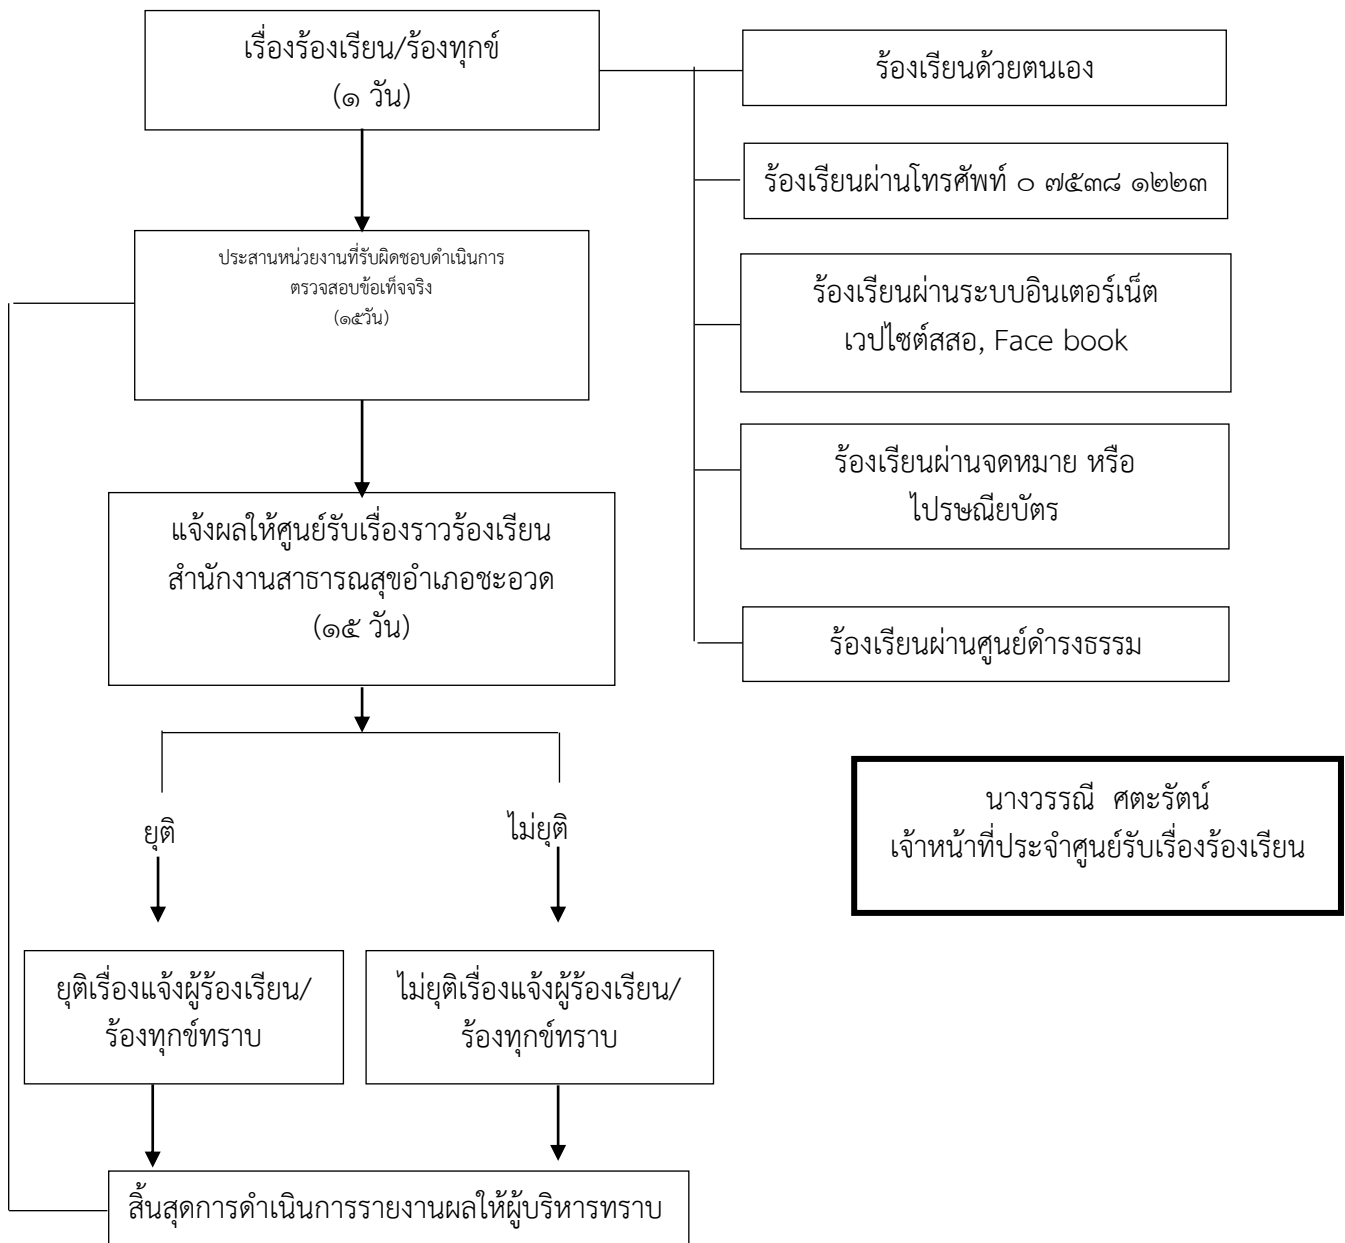 เรื่องร้องเรียน/ร้องทุกข์
(๑ วัน)
ร้องเรียนด้วยตนเอง
ร้องเรียนผ่านโทรศัพท์ ๐ ๗๕๓๘ ๑๒๒๓
ประสานหน่วยงานที่รับผิดชอบดำเนินการ
ตรวจสอบข้อเท็จจริง
(๑๕วัน)
ร้องเรียนผ่านระบบอินเตอร์เน็ต
เวปไซต์สสอ, Face book
ร้องเรียนผ่านจดหมาย หรือ
ไปรษณียบัตร
แจ้งผลให้ศูนย์รับเรื่องราวร้องเรียน
สำนักงานสาธารณสุขอำเภอชะอวด
(๑๕ วัน)
ร้องเรียนผ่านศูนย์ดำรงธรรม
ยุติ
ไม่ยุติ
นางวรรณี  ศตะรัตน์
เจ้าหน้าที่ประจำศูนย์รับเรื่องร้องเรียน
ยุติเรื่องแจ้งผู้ร้องเรียน/
ร้องทุกข์ทราบ
ไม่ยุติเรื่องแจ้งผู้ร้องเรียน/
ร้องทุกข์ทราบ
สิ้นสุดการดำเนินการรายงานผลให้ผู้บริหารทราบ